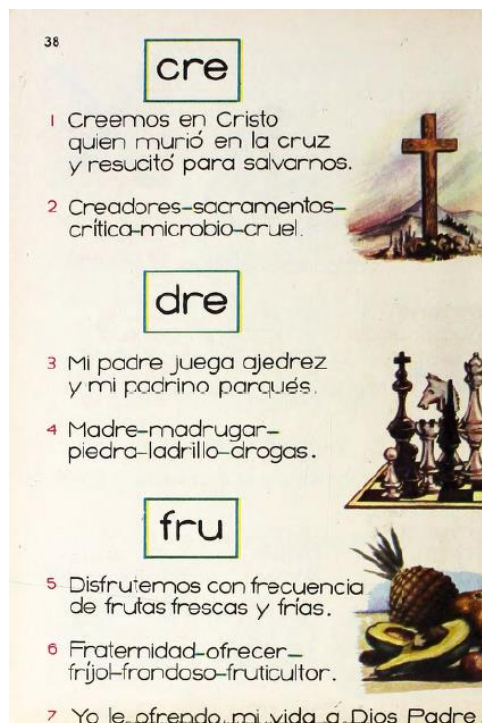 38
cre
1 Creemos en Cristo
quien murió en la cruz
y resucitó para salvarnos.
2 Creadores-sacramentos-
crítica-microbio-cruel.
dre
3 Mi padre juega ajedrez
y mi padrino parqués.
4 Madre-madrugar-
piedra-ladrillo-drogas.
fru
5 Disfrutemos con frecuencia
de frutas frescas y frías.
6 Fraternidad-ofrecer-
fríjol-frondoso-fruticultor.
7 Yo le ofrendo mi vida á Dios Padre